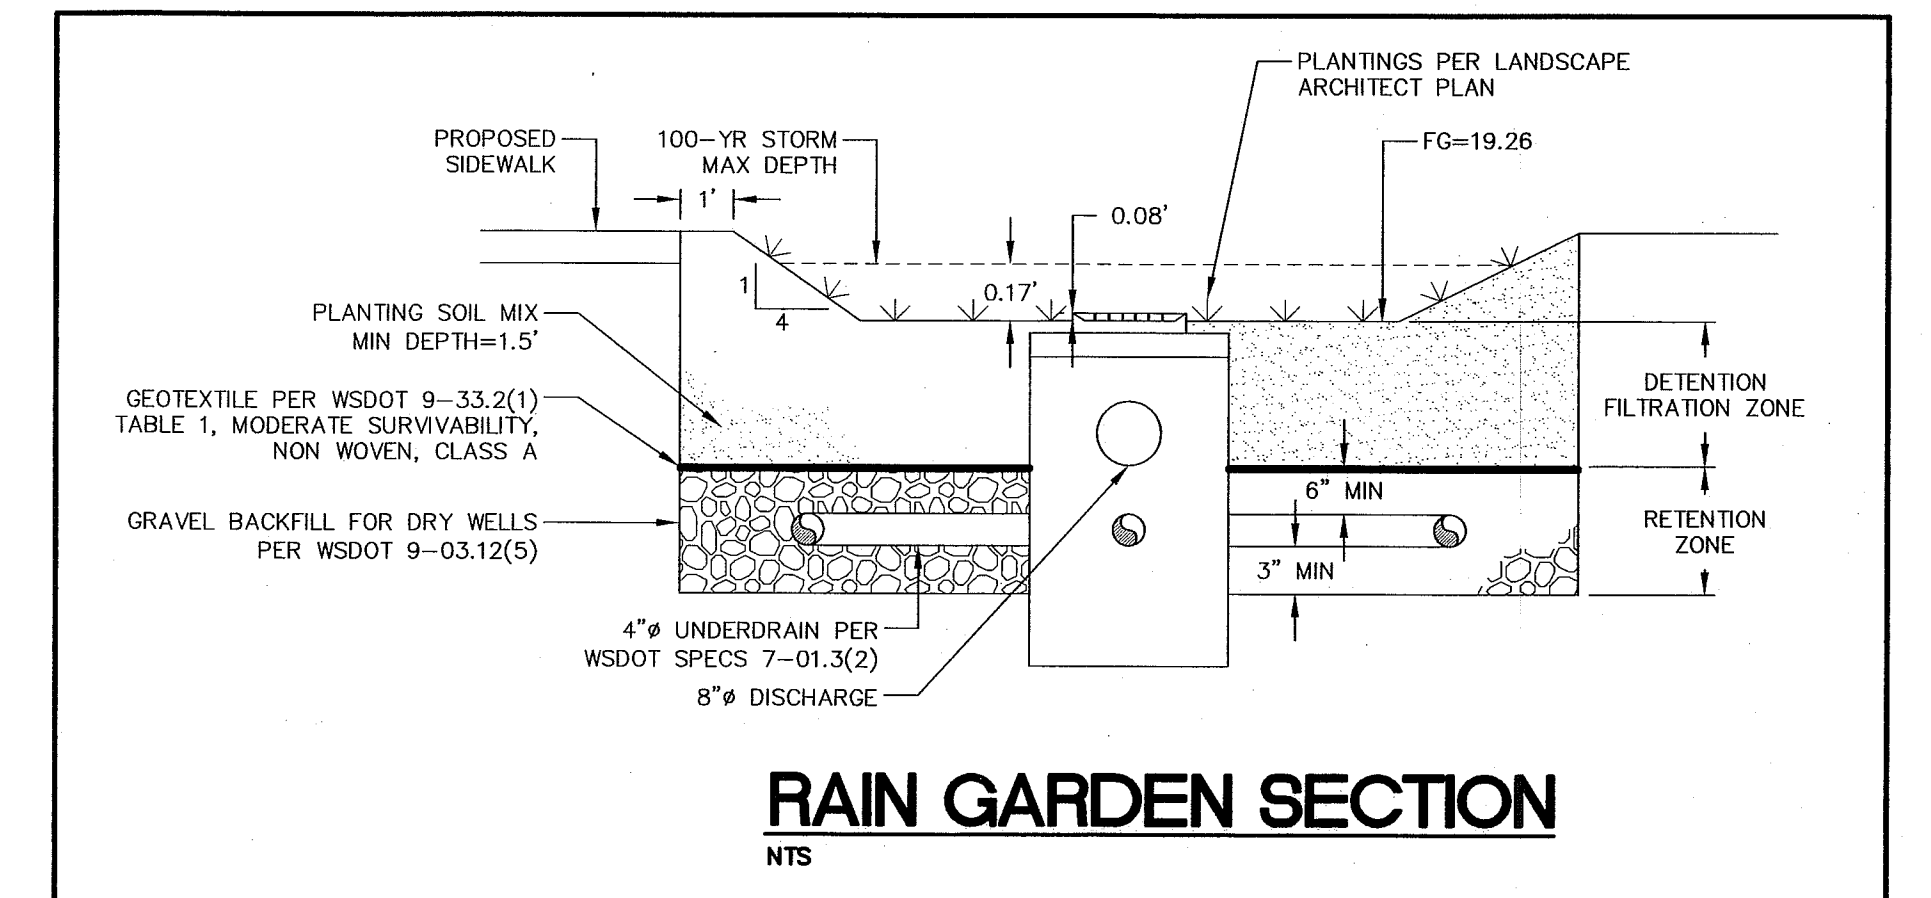 PLANTINGS PER LANDSCAPE
ARCHITECT PLAN
PROPOSED
SIDEWALK
100-YR STORM
MAX DEPTH
FG=19.26
1'
0.08'
1
4
0.17'
PLANTING SOIL MIX
MIN DEPTH=1.5'
GEOTEXTILE PER WSDOT 9-33.2(1)
TABLE 1, MODERATE SURVIVABILITY,
NON WOVEN, CLASS A
DETENTION
FILTRATION ZONE
6" MIN
GRAVEL BACKFILL FOR DRY WELLS
PER WSDOT 9-03.12(5)
RETENTION
ZONE
3" MIN
4"ø UNDERDRAIN PER
WSDOT SPECS 7-01.3(2)
8"ø DISCHARGE
RAIN GARDEN SECTION
NTS